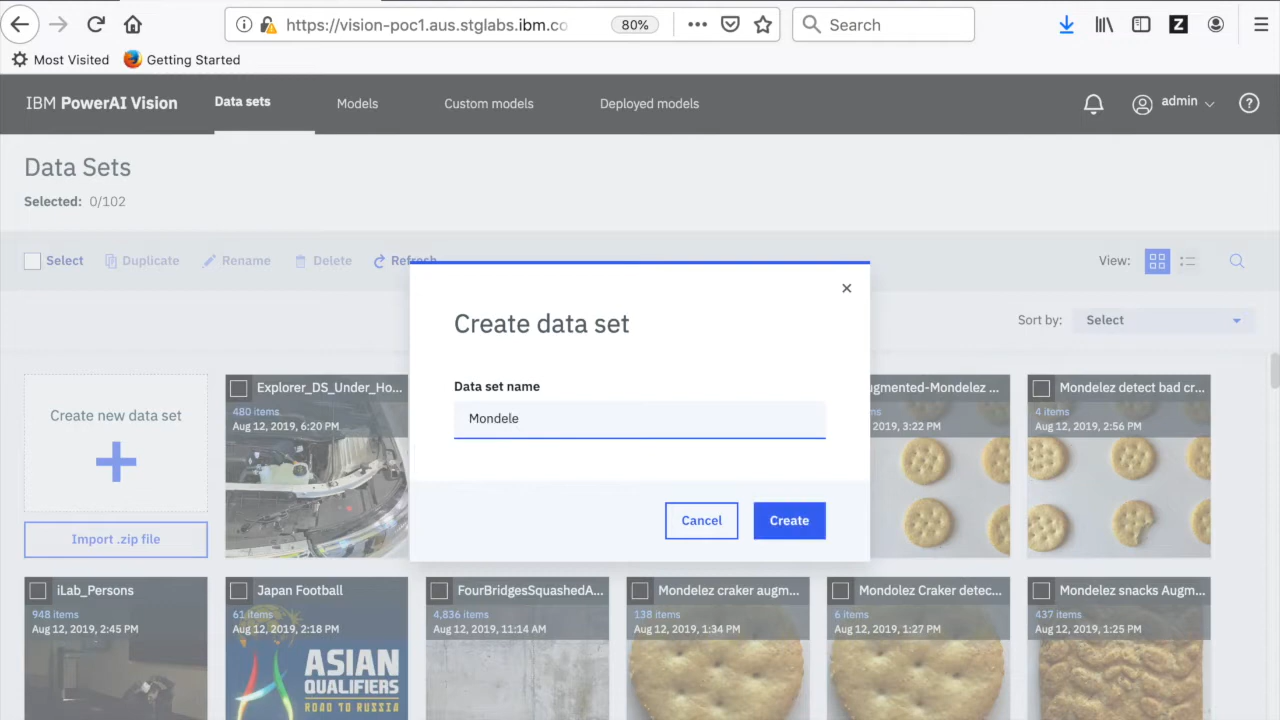 https://vision-poc1.aus.stglabs.ibm.co
80%
Search
Z
Most Visited
Getting Started
IBM PowerAI Vision
Data sets
Models
Custom models
Deployed models
admin
Data Sets
Selected: 0/102
Select
Duplicate
Rename
Delete
Refresh
View:
Sort by:
Select
Create data set
Data set name
Mondele
Cancel
Create
Create new data set
Import .zip file
Explorer_DS_Under_Ho...
480 items
Aug 12, 2019, 6:20 PM
ugmented-Mondelez ...
ms
2019, 3:22 PM
Mondelez detect bad cr...
4 items
Aug 12, 2019, 2:56 PM
iLab_Persons
948 items
Aug 12, 2019, 2:45 PM
Japan Football
61 items
Aug 12, 2019, 2:18 PM
ASIAN
QUALIFIERS
ROAD TO RUSSIA
FourBridgesSquashedA...
4,836 items
Aug 12, 2019, 11:14 AM
Mondelez craker augm...
138 items
Aug 12, 2019, 1:34 PM
Mondolez Craker detec...
6 items
Aug 12, 2019, 1:27 PM
Mondelez snacks Augm...
437 items
Aug 12, 2019, 1:25 PM